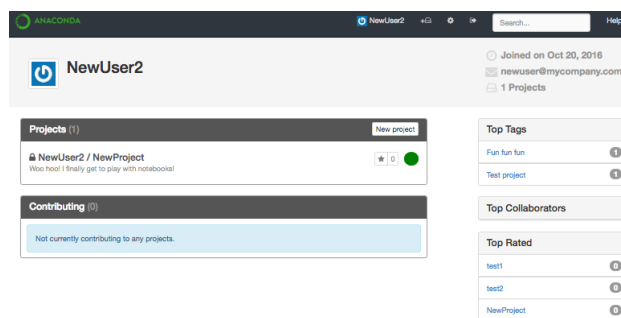 ANACONDA
NewUser2
Search...
Help
NewUser2
Joined on Oct 20, 2016
newuser@mycompany.com
1 Projects
Projects (1)
New project
NewUser2 / NewProject
0
Woo hoo! I finally get to play with notebooks!
Contributing (0)
Not currently contributing to any projects.
Top Tags
Fun fun fun 1
Test project 1
Top Collaborators
Top Rated
test1 0
test2 0
NewProject 0